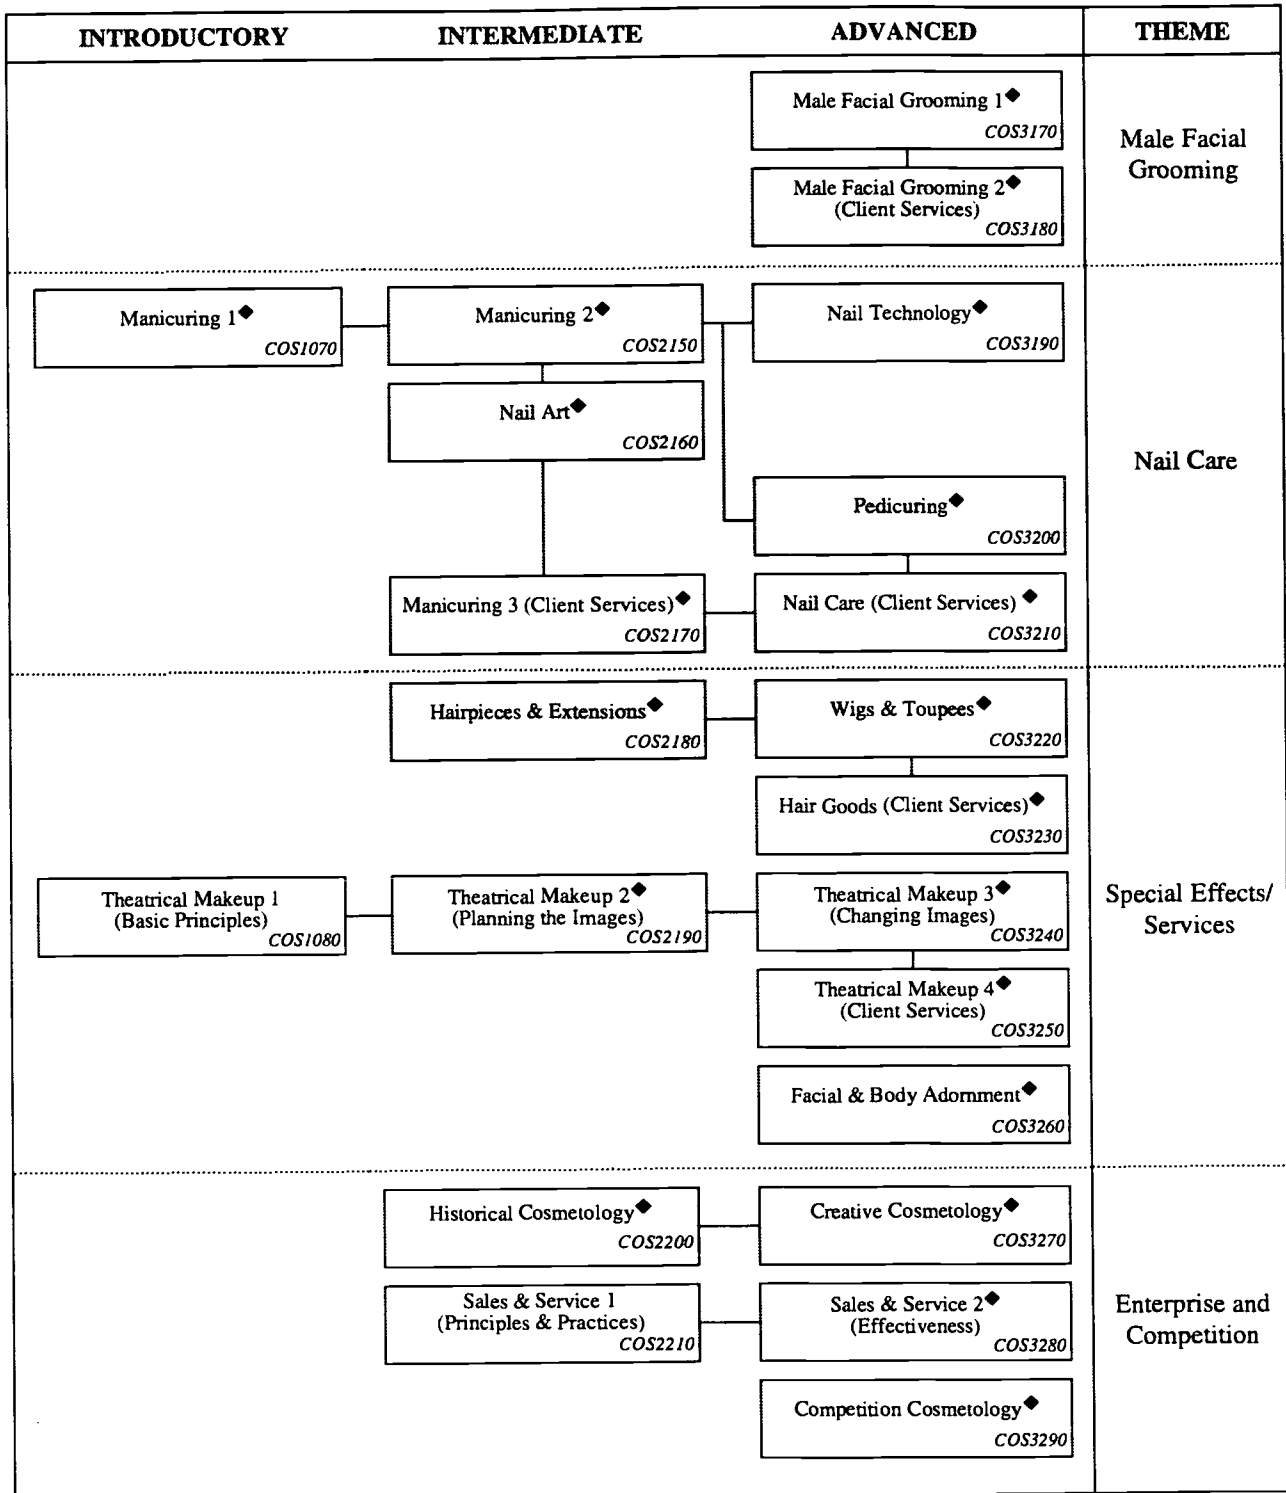 INTRODUCTORY INTERMEDIATE ADVANCED THEME
Male Facial Grooming 1◆
COS3170
Male Facial Grooming 2◆
(Client Services)
COS3180
Male Facial
Grooming
Manicuring 1◆
COS1070
Manicuring 2◆
COS2150
Nail Technology◆
COS3190
Nail Art◆
COS2160
Pedicuring◆
COS3200
Manicuring 3 (Client Services)◆
COS2170
Nail Care (Client Services)◆
COS3210
Nail Care
Hairpieces & Extensions◆
COS2180
Wigs & Toupees◆
COS3220
Hair Goods (Client Services)◆
COS3230
Theatrical Makeup 1
(Basic Principles)
COS1080
Theatrical Makeup 2◆
(Planning the Images)
COS2190
Theatrical Makeup 3◆
(Changing Images)
COS3240
Theatrical Makeup 4◆
(Client Services)
COS3250
Facial & Body Adornment◆
COS3260
Special Effects/
Services
Historical Cosmetology◆
COS2200
Creative Cosmetology◆
COS3270
Sales & Service 1
(Principles & Practices)
COS2210
Sales & Service 2◆
(Effectiveness)
COS3280
Competition Cosmetology◆
COS3290
Enterprise and
Competition